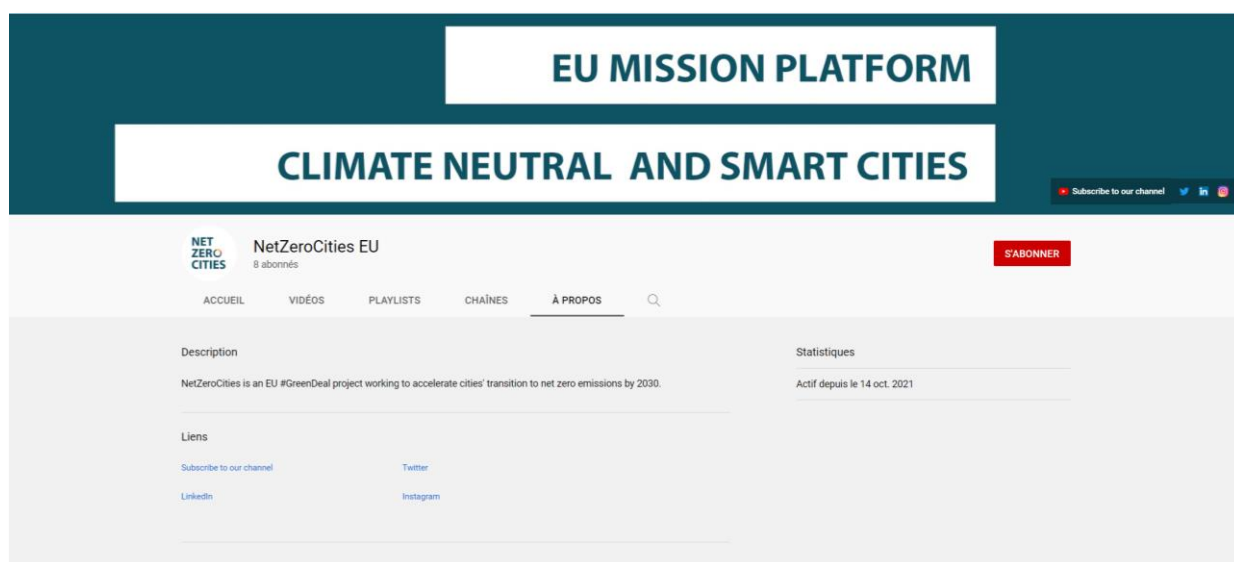 EU MISSION PLATFORM
CLIMATE NEUTRAL AND SMART CITIES
Subscribe to our channel
NET
ZERO
CITIES
NetZeroCities EU
8 abonnés
S'ABONNER
ACCUEIL VIDÉOS PLAYLISTS CHAÎNES À PROPOS
Description
Statistiques
NetZeroCities is an EU #GreenDeal project working to accelerate cities' transition to net zero emissions by 2030.
Actif depuis le 14 oct. 2021
Liens
Subscribe to our channel Twitter
LinkedIn Instagram